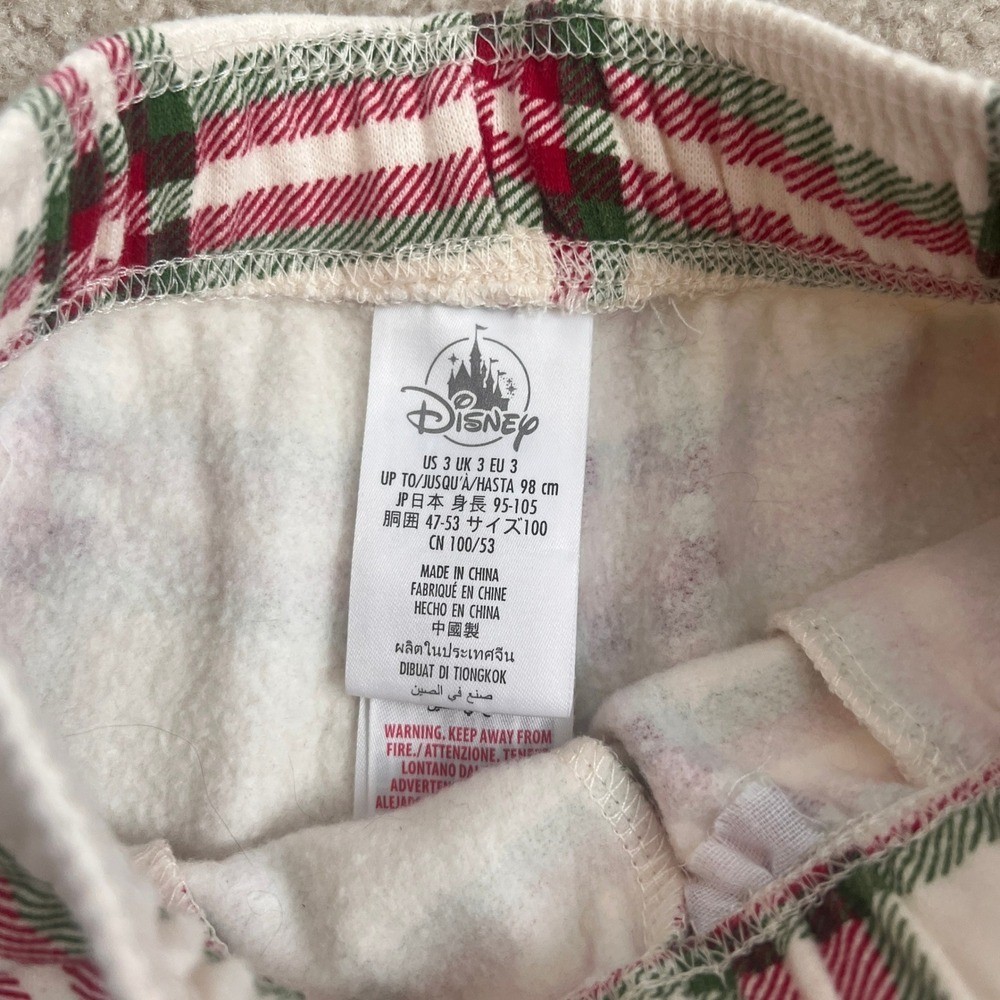 Disney
US 3 UK 3 EU 3
UP TO/JUSQU'À/HASTA 98 cm
JP日本 身長 95-105
胴囲 47-53 サイズ100
CN 100/53
MADE IN CHINA
FABRIQUÉ EN CHINE
HECHO EN CHINA
中國製
ผลิตในประเทศจีน
DIBUAT DI TIONGKOK
صنع في الصين
WARNING. KEEP AWAY FROM
FIRE./ ATTENZIONE.
LONTANO